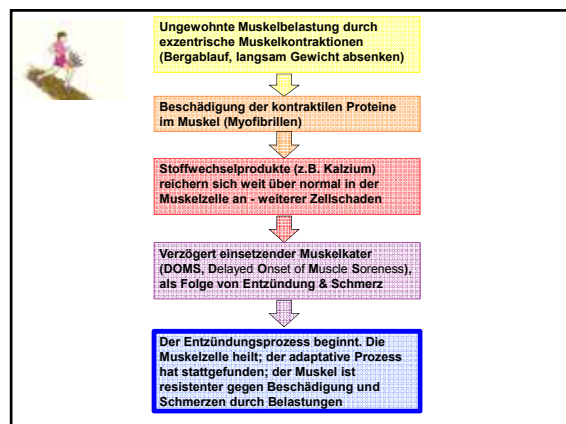 Ungewohnte Muskelbelastung durch
exzentrische Muskelkontraktionen
(Bergablauf, langsam Gewicht absenken)
Beschädigung der kontraktilen Proteine
im Muskel (Myofibrillen)
Stoffwechselprodukte (z.B. Kalzium)
reichern sich weit über normal in der
Muskelzelle an - weiterer Zellschaden
Verzögert einsetzender Muskelkater
(DOMS, Delayed Onset of Muscle Soreness),
als Folge von Entzündung & Schmerz
Der Entzündungsprozess beginnt. Die
Muskelzelle heilt; der adaptative Prozess
hat stattgefunden; der Muskel ist
resistenter gegen Beschädigung und
Schmerzen durch Belastungen